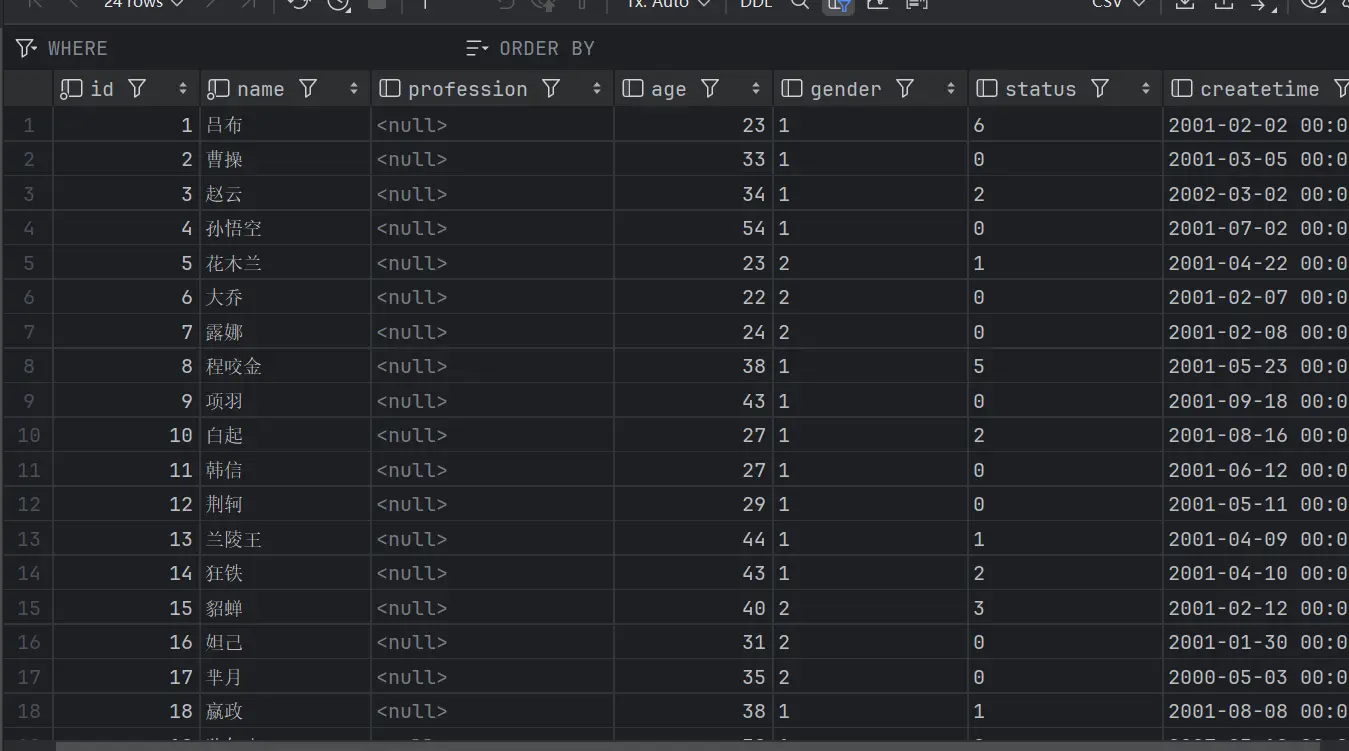 24 rows Tx: Auto DDL CSV
WHERE ORDER BY
id name profession age gender status createtime
1 1 吕布 <null> 23 1 6 2001-02-02 00:0
2 2 曹操 <null> 33 1 0 2001-03-05 00:0
3 3 赵云 <null> 34 1 2 2002-03-02 00:0
4 4 孙悟空 <null> 54 1 0 2001-07-02 00:0
5 5 花木兰 <null> 23 2 1 2001-04-22 00:0
6 6 大乔 <null> 22 2 0 2001-02-07 00:0
7 7 露娜 <null> 24 2 0 2001-02-08 00:0
8 8 程咬金 <null> 38 1 5 2001-05-23 00:0
9 9 项羽 <null> 43 1 0 2001-09-18 00:0
10 10 白起 <null> 27 1 2 2001-08-16 00:0
11 11 韩信 <null> 27 1 0 2001-06-12 00:0
12 12 荆轲 <null> 29 1 0 2001-05-11 00:0
13 13 兰陵王 <null> 44 1 1 2001-04-09 00:0
14 14 狂铁 <null> 43 1 2 2001-04-10 00:0
15 15 貂蝉 <null> 40 2 3 2001-02-12 00:0
16 16 妲己 <null> 31 2 0 2001-01-30 00:0
17 17 芈月 <null> 35 2 0 2000-05-03 00:0
18 18 嬴政 <null> 38 1 1 2001-08-08 00:0